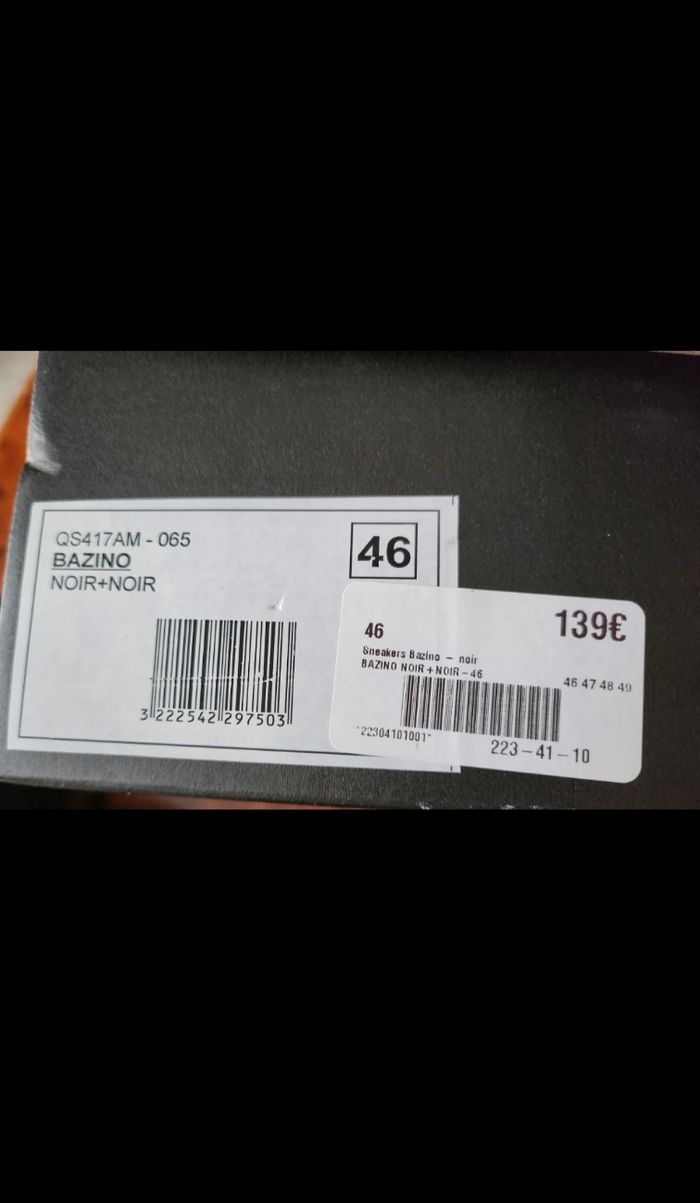 QS417AM - 065
BAZINO
NOIR+NOIR
46
3 222542 297503
139€
46
Sneakers Bazino – noir
BAZINO NOIR+NOIR-46
46 47 48 49
*22304101001*
223-41-10